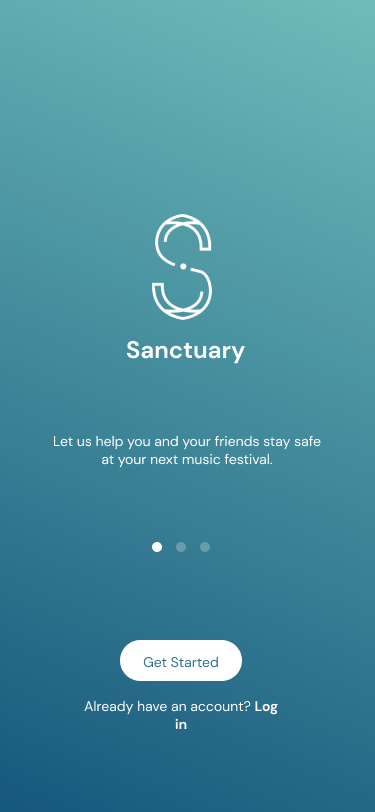 Sanctuary
Let us help you and your friends stay safe
at your next music festival.
Get Started
Already have an account? Log
in